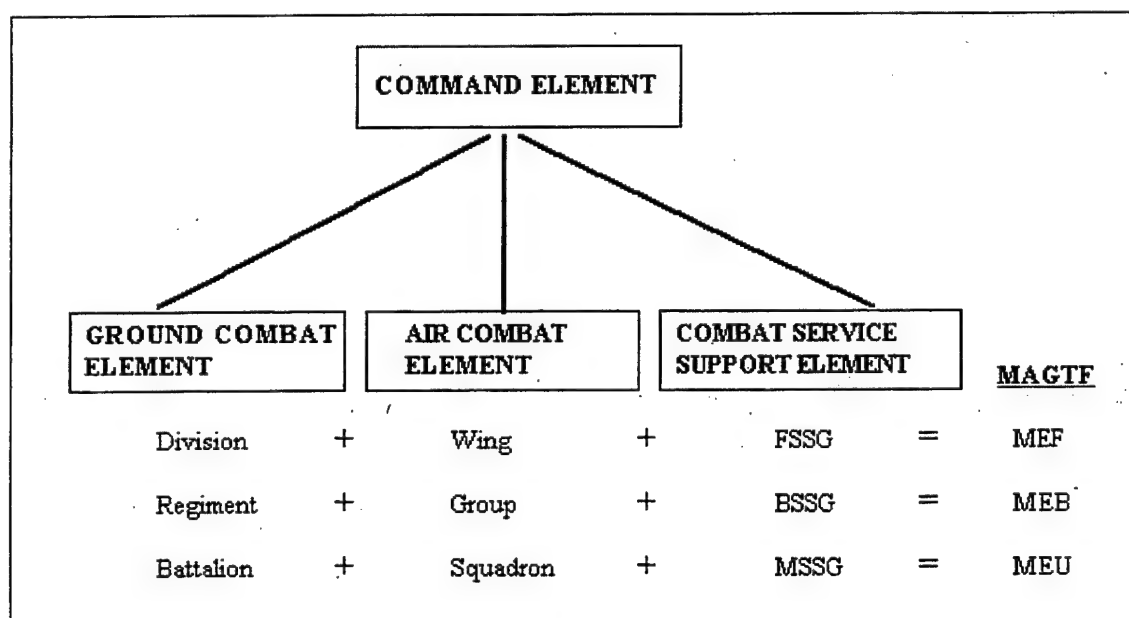 COMMAND ELEMENT
GROUND COMBAT
ELEMENT
AIR COMBAT
ELEMENT
COMBAT SERVICE
SUPPORT ELEMENT
MAGTF
Division + Wing + FSSG = MEF
Regiment + Group + BSSG = MEB
Battalion + Squadron + MSSG = MEU